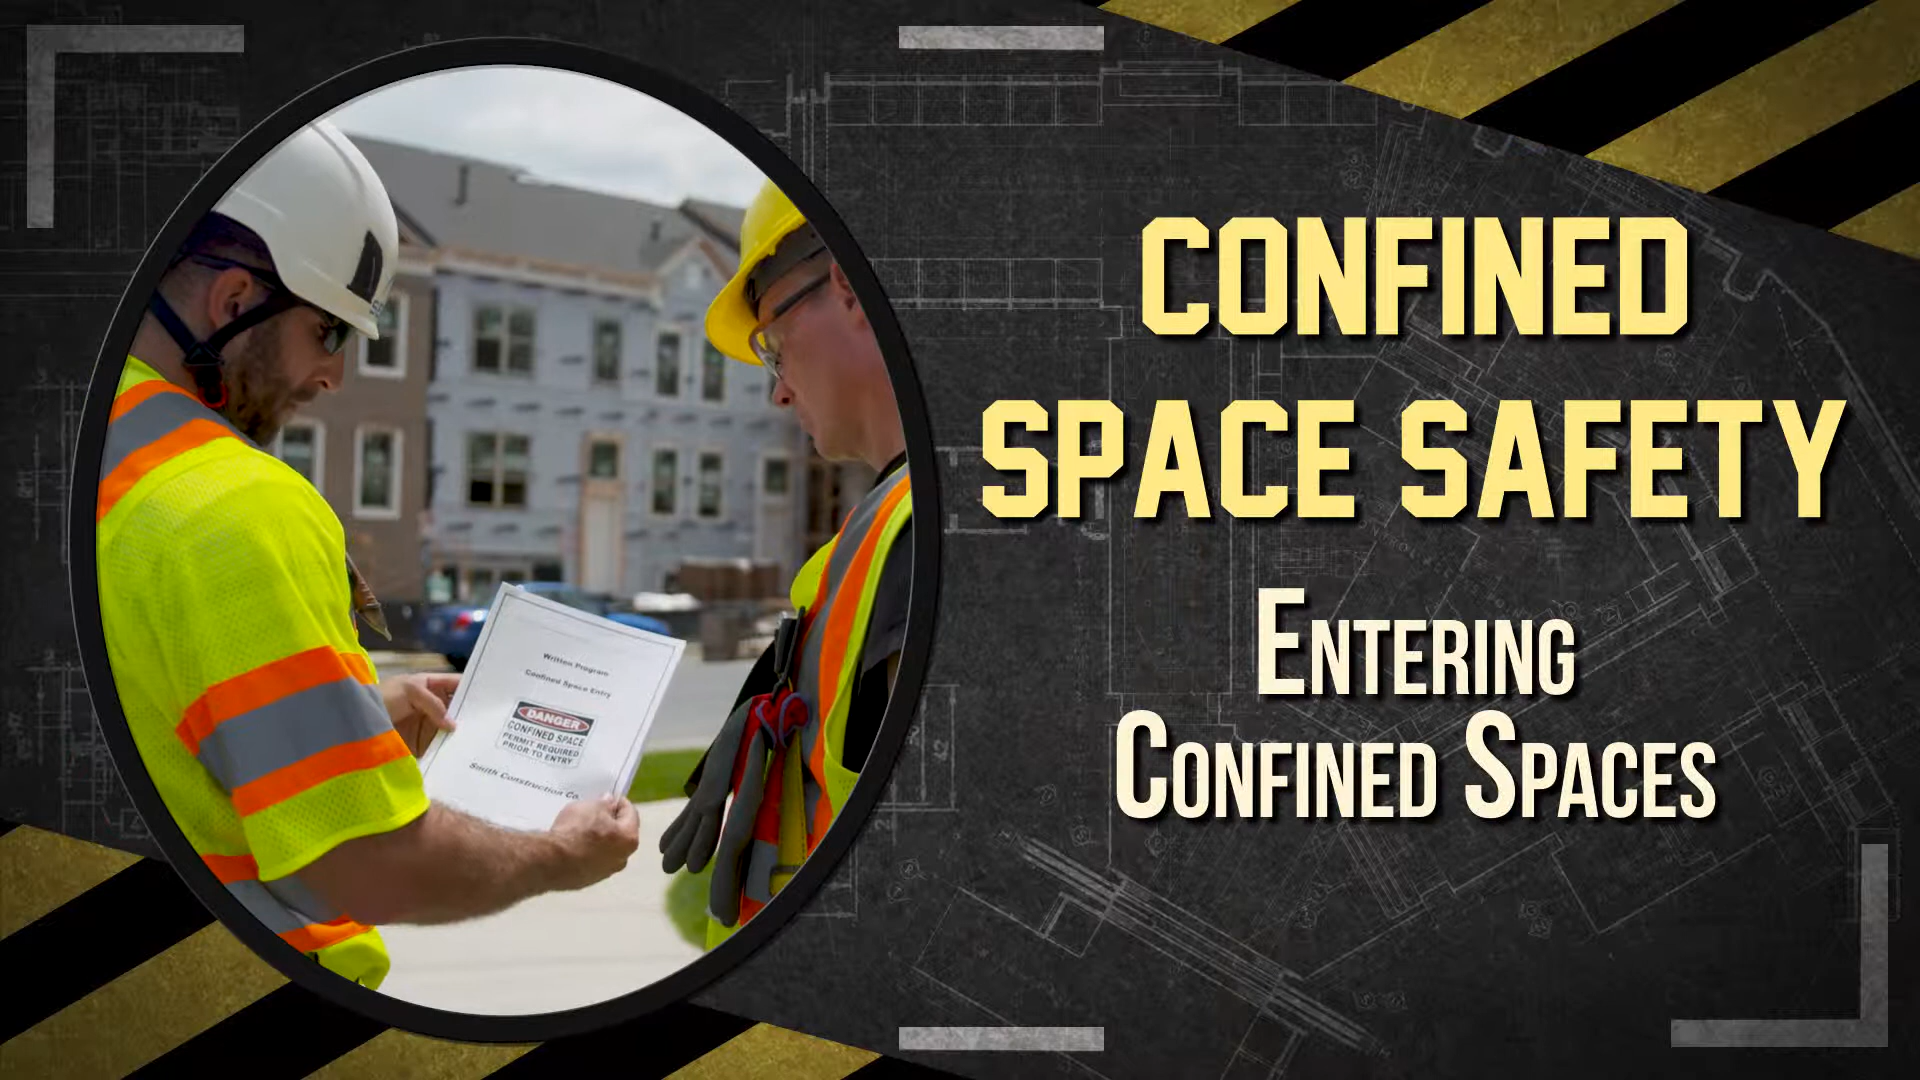 CONFINED
SPACE SAFETY
ENTERING
CONFINED SPACES
Written Program
Confined Space Entry
DANGER
CONFINED SPACE
PERMIT REQUIRED
PRIOR TO ENTRY
Smith Construction Co.